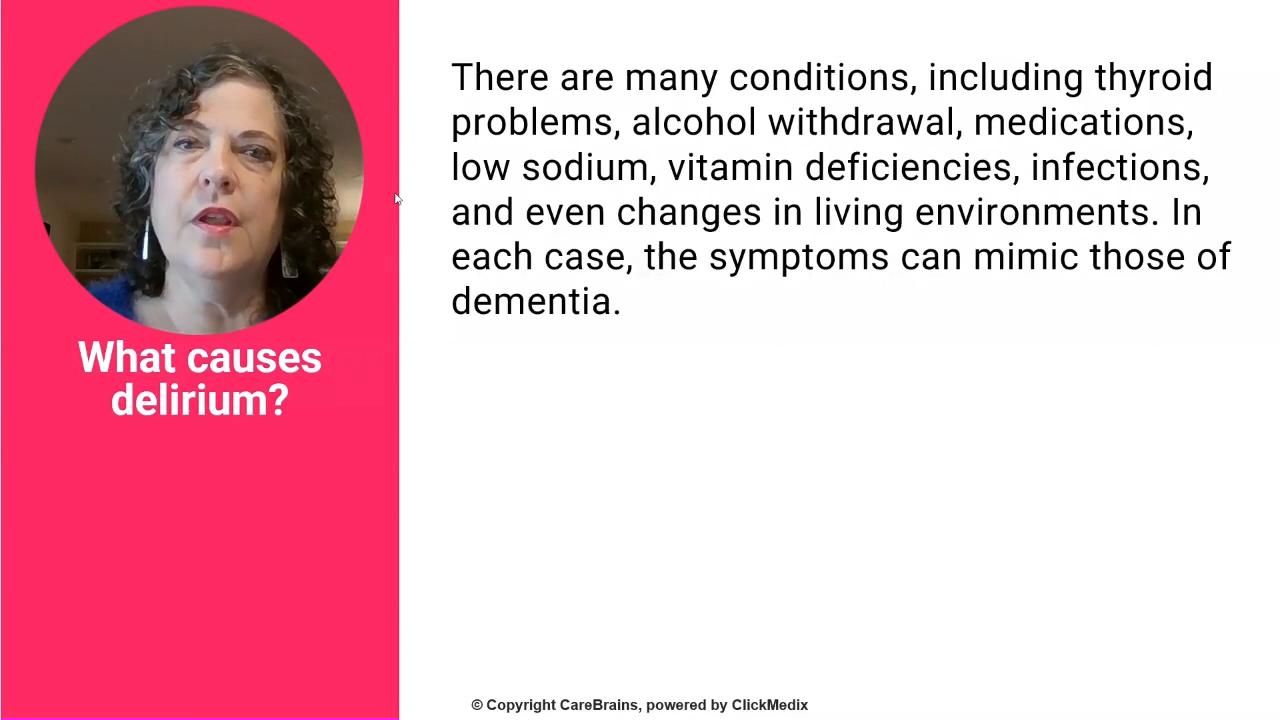 What causes
delirium?
There are many conditions, including thyroid
problems, alcohol withdrawal, medications,
low sodium, vitamin deficiencies, infections,
and even changes in living environments. In
each case, the symptoms can mimic those of
dementia.
© Copyright CareBrains, powered by ClickMedix